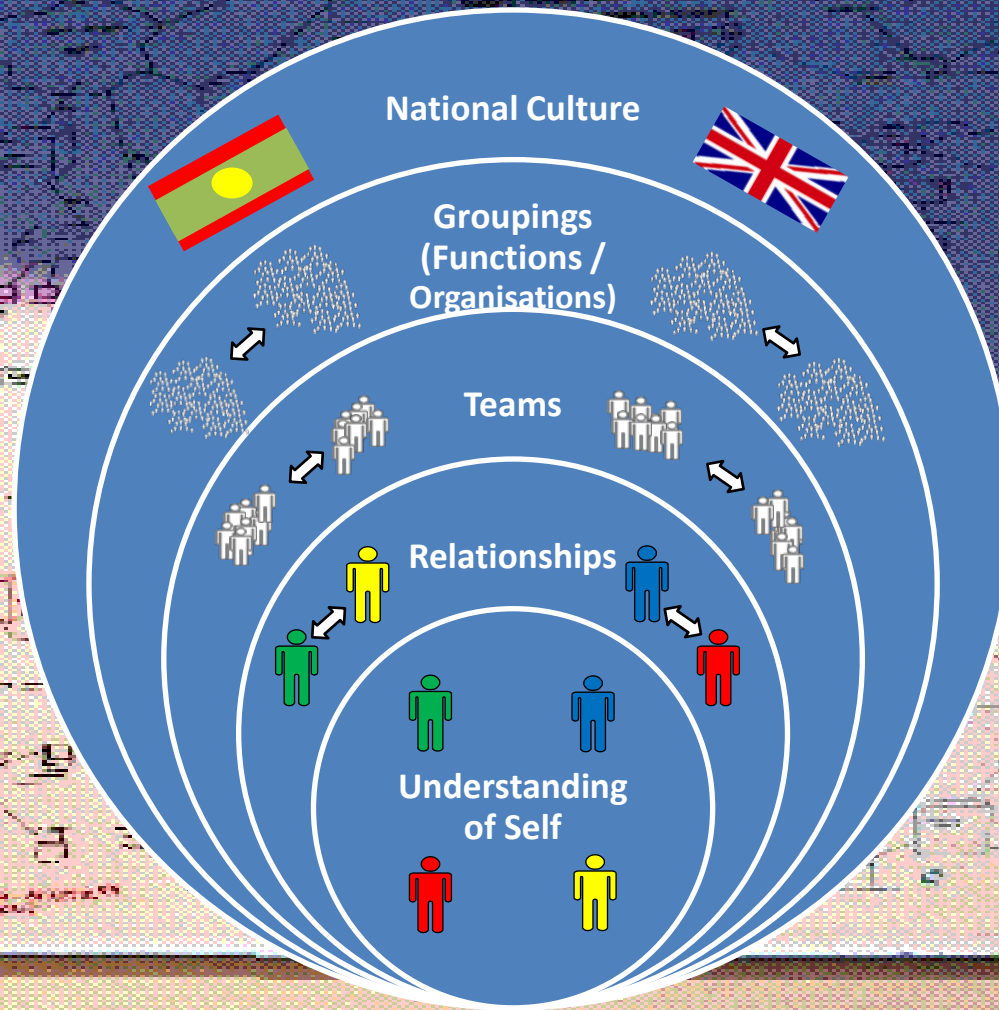 National Culture
Groupings
(Functions /
Organisations)
Teams
Relationships
Understanding
of Self